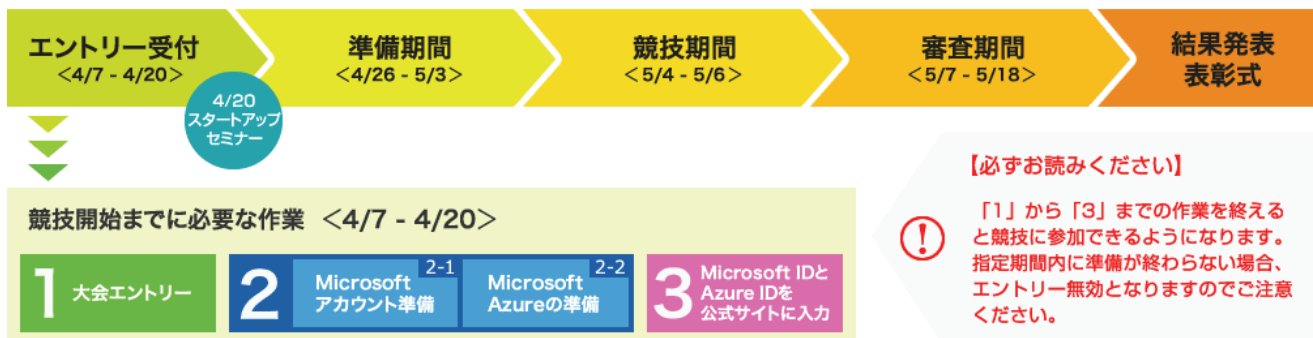 エントリー受付
<4/7 - 4/20>
4/20
スタートアップ
セミナー
準備期間
<4/26 - 5/3>
競技期間
<5/4 - 5/6>
審査期間
<5/7 - 5/18>
結果発表
表彰式
競技開始までに必要な作業 <4/7 - 4/20>
1 大会エントリー
2
2-1
Microsoft
アカウント準備
2-2
Microsoft
Azureの準備
3
Microsoft IDと
Azure IDを
公式サイトに入力
【必ずお読みください】
!
「1」から「3」までの作業を終える
と競技に参加できるようになります。
指定期間内に準備が終わらない場合、
エントリー無効となりますのでご注意
ください。